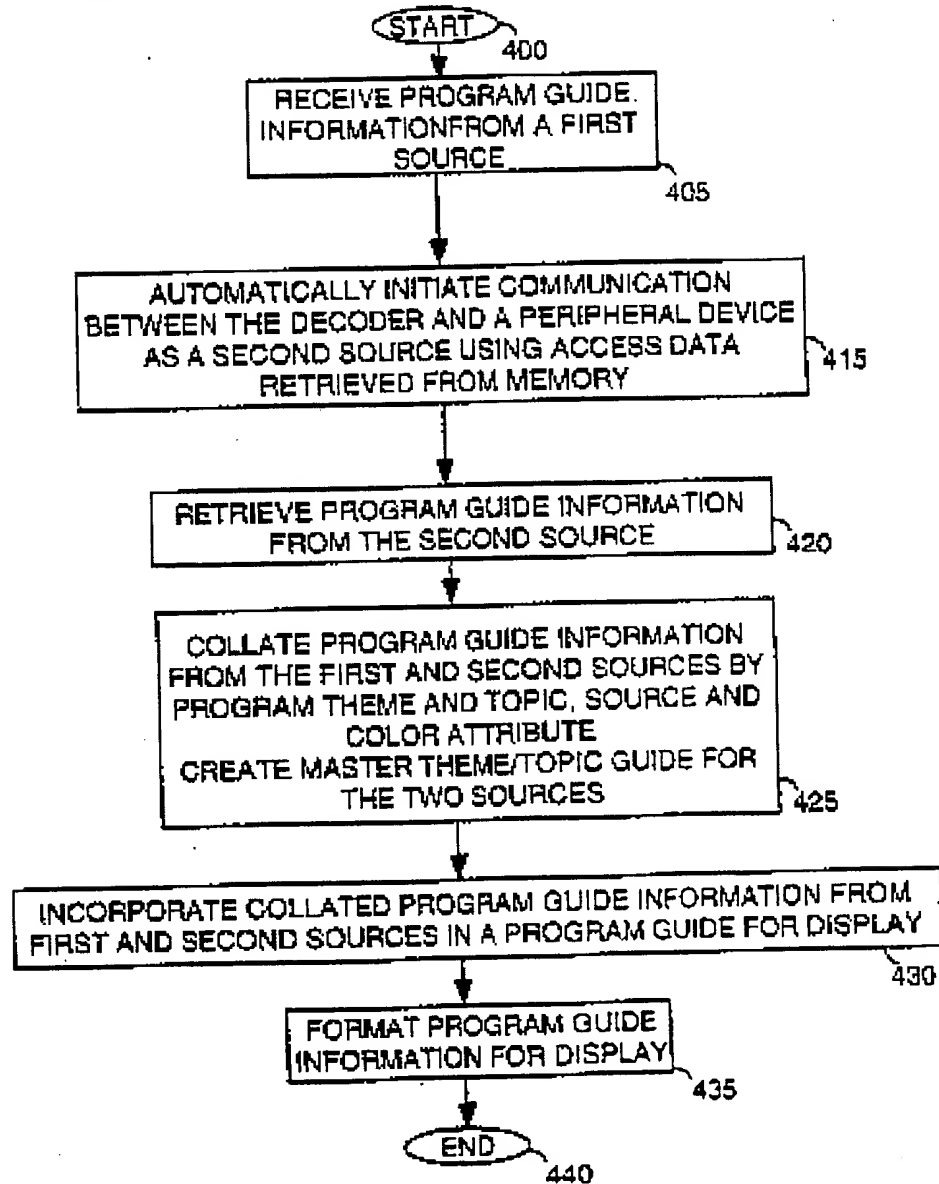 START
400
RECEIVE PROGRAM GUIDE.
INFORMATIONFROM A FIRST
SOURCE
405
AUTOMATICALLY INITIATE COMMUNICATION
BETWEEN THE DECODER AND A PERIPHERAL DEVICE
AS A SECOND SOURCE USING ACCESS DATA
RETRIEVED FROM MEMORY
415
RETRIEVE PROGRAM GUIDE INFORMATION
FROM THE SECOND SOURCE
420
COLLATE PROGRAM GUIDE INFORMATION
FROM THE FIRST AND SECOND SOURCES BY
PROGRAM THEME AND TOPIC, SOURCE AND
COLOR ATTRIBUTE
CREATE MASTER THEME/TOPIC GUIDE FOR
THE TWO SOURCES
425
INCORPORATE COLLATED PROGRAM GUIDE INFORMATION FROM
FIRST AND SECOND SOURCES IN A PROGRAM GUIDE FOR DISPLAY
430
FORMAT PROGRAM GUIDE
INFORMATION FOR DISPLAY
435
END
440